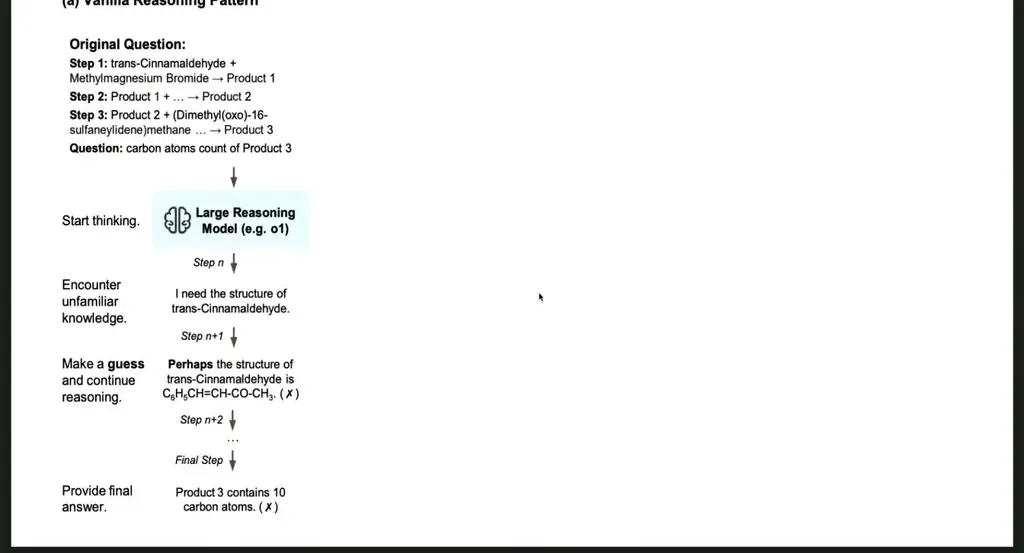 (a) Vanilla Reasoning Pattern
Original Question:
Step 1: trans-Cinnamaldehyde +
Methylmagnesium Bromide → Product 1
Step 2: Product 1 + … → Product 2
Step 3: Product 2 + (Dimethyl(oxo)-16-
sulfaneylidene)methane … → Product 3
Question: carbon atoms count of Product 3
Start thinking.
Large Reasoning
Model (e.g. o1)
Step n
Encounter
unfamiliar
knowledge.
I need the structure of
trans-Cinnamaldehyde.
Step n+1
Make a guess
and continue
reasoning.
Perhaps the structure of
trans-Cinnamaldehyde is
C₆H₅CH=CH-CO-CH₃. (✗)
Step n+2
…
Final Step
Provide final
answer.
Product 3 contains 10
carbon atoms. (✗)